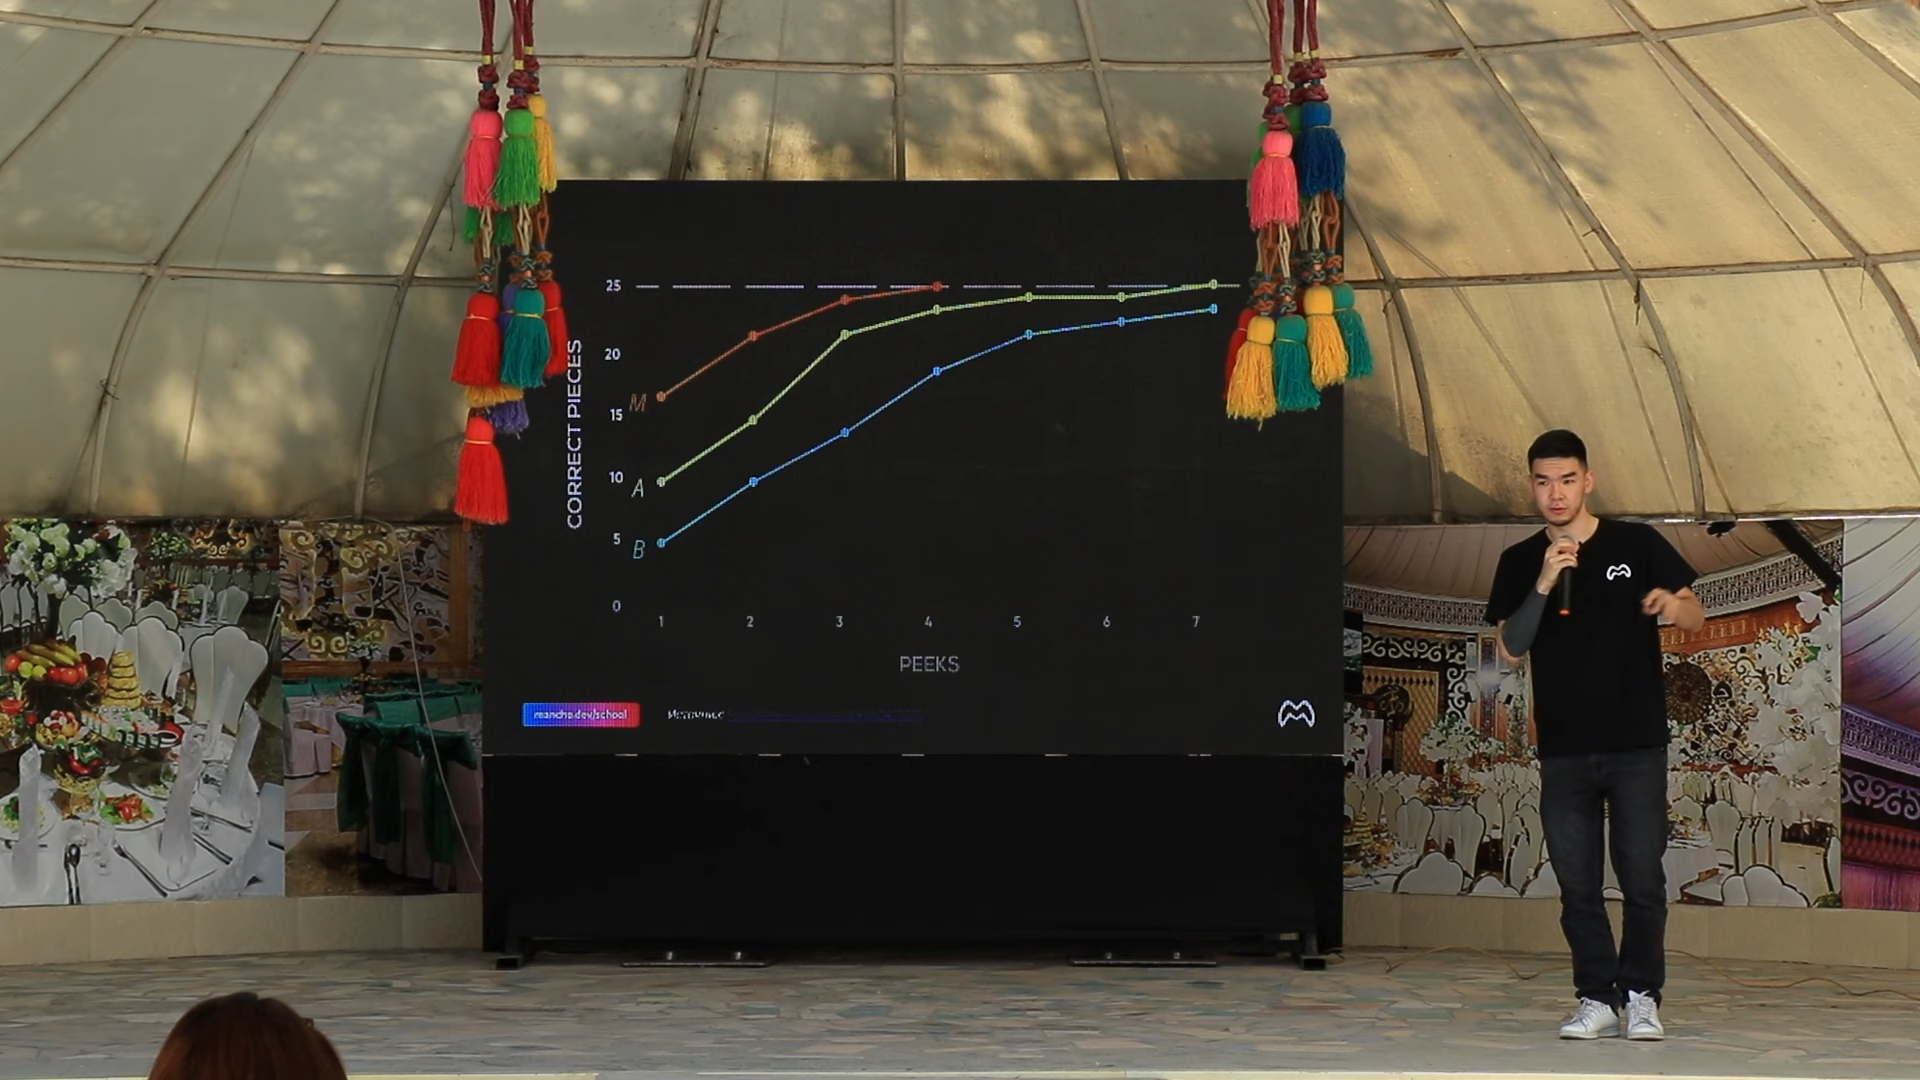 25
20
15
10
5
0
CORRECT PIECES
M
A
B
1 2 3 4 5 6 7
PEEKS
mancho.dev/school
Источник